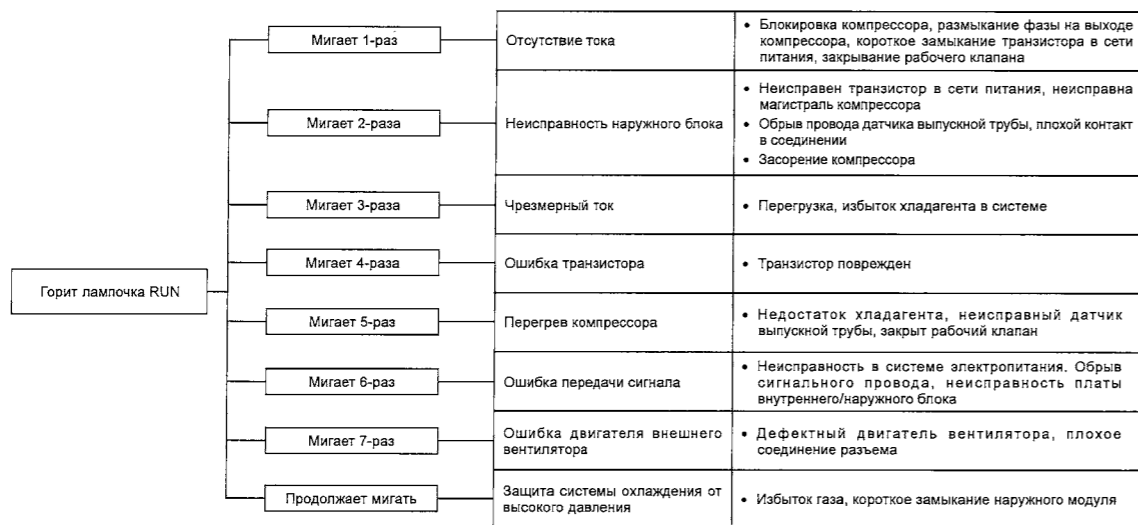 Горит лампочка RUN
Мигает 1-раз
Отсутствие тока
• Блокировка компрессора, размыкание фазы на выходе
компрессора, короткое замыкание транзистора в сети
питания, закрывание рабочего клапана
Мигает 2-раза
Неисправность наружного блока
• Неисправен транзистор в сети питания, неисправна
магистраль компрессора
• Обрыв провода датчика выпускной трубы, плохой контакт
в соединении
• Засорение компрессора
Мигает 3-раза
Чрезмерный ток
• Перегрузка, избыток хладагента в системе
Мигает 4-раза
Ошибка транзистора
• Транзистор поврежден
Мигает 5-раз
Перегрев компрессора
• Недостаток хладагента, неисправный датчик
выпускной трубы, закрыт рабочий клапан
Мигает 6-раз
Ошибка передачи сигнала
• Неисправность в системе электропитания. Обрыв
сигнального провода, неисправность платы
внутреннего/наружного блока
Мигает 7-раз
Ошибка двигателя внешнего
вентилятора
• Дефектный двигатель вентилятора, плохое
соединение разъема
Продолжает мигать
Защита системы охлаждения от
высокого давления
• Избыток газа, короткое замыкание наружного модуля